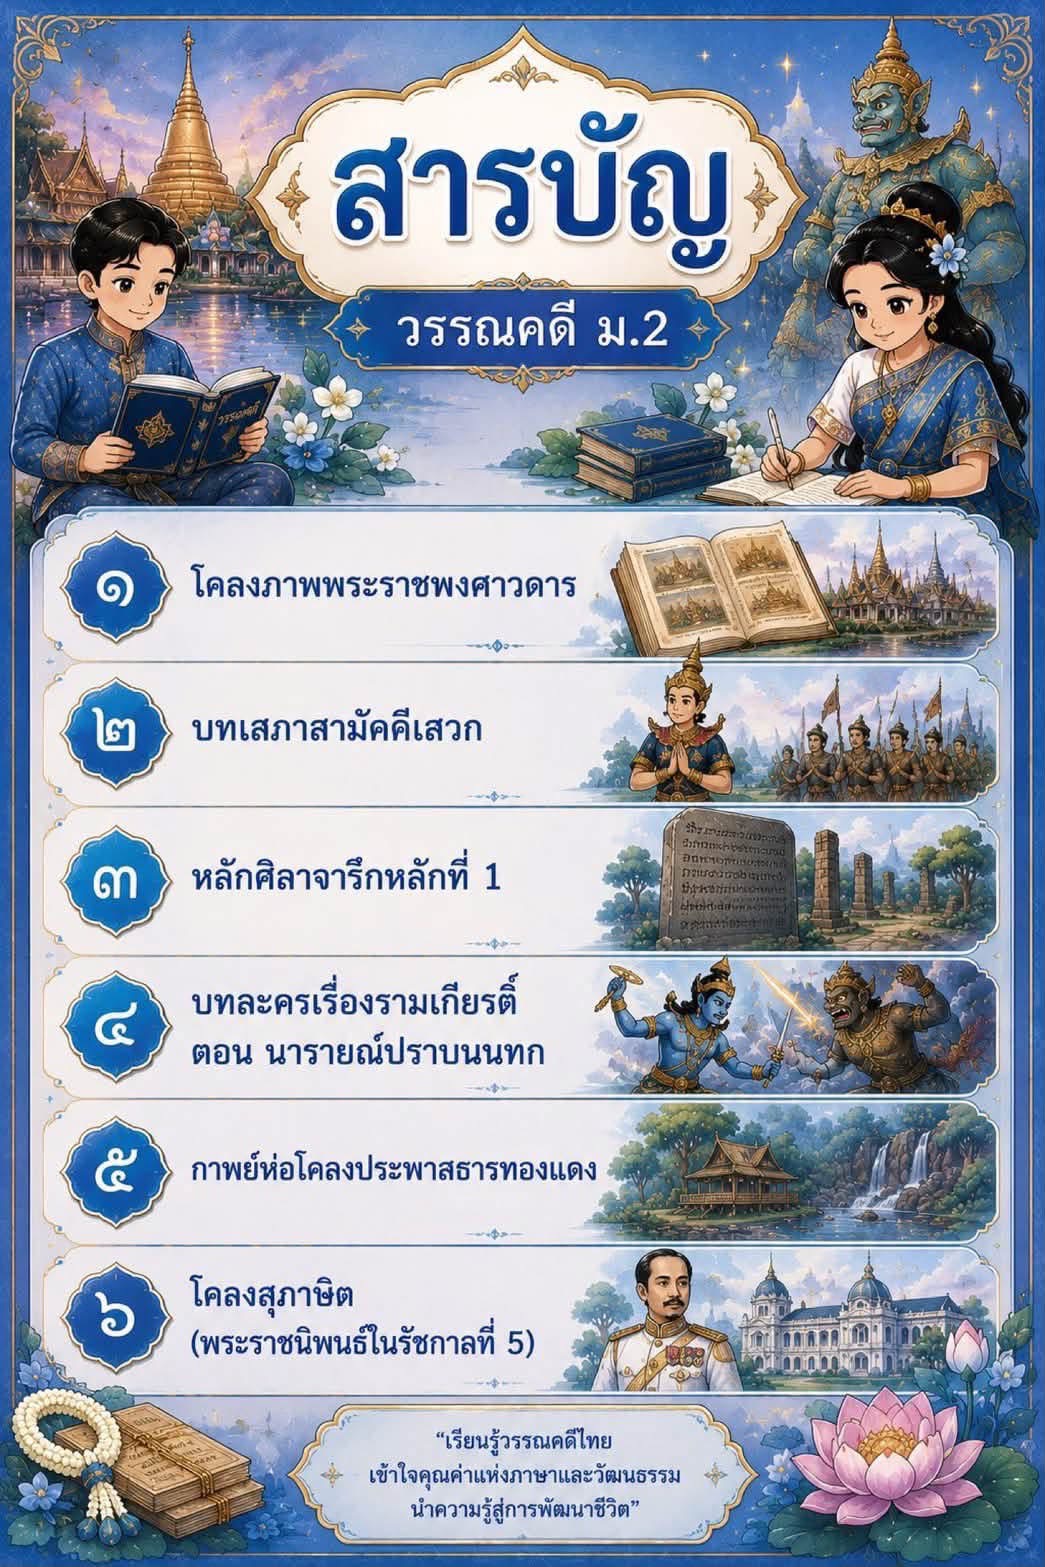 สารบัญ
วรรณคดี ม.2
วรรณคดี
๑
โคลงภาพพระราชพงศาวดาร
๒
บทเสภาสามัคคีเสวก
๓
หลักศิลาจารึกหลักที่ 1
๔
บทละครเรื่องรามเกียรติ์
ตอน นารายณ์ปราบนนทก
๕
กาพย์ห่อโคลงประพาสธารทองแดง
๖
โคลงสุภาษิต
(พระราชนิพนธ์ในรัชกาลที่ 5)
“เรียนรู้วรรณคดีไทย
เข้าใจคุณค่าแห่งภาษาและวัฒนธรรม
นำความรู้สู่การพัฒนาชีวิต”